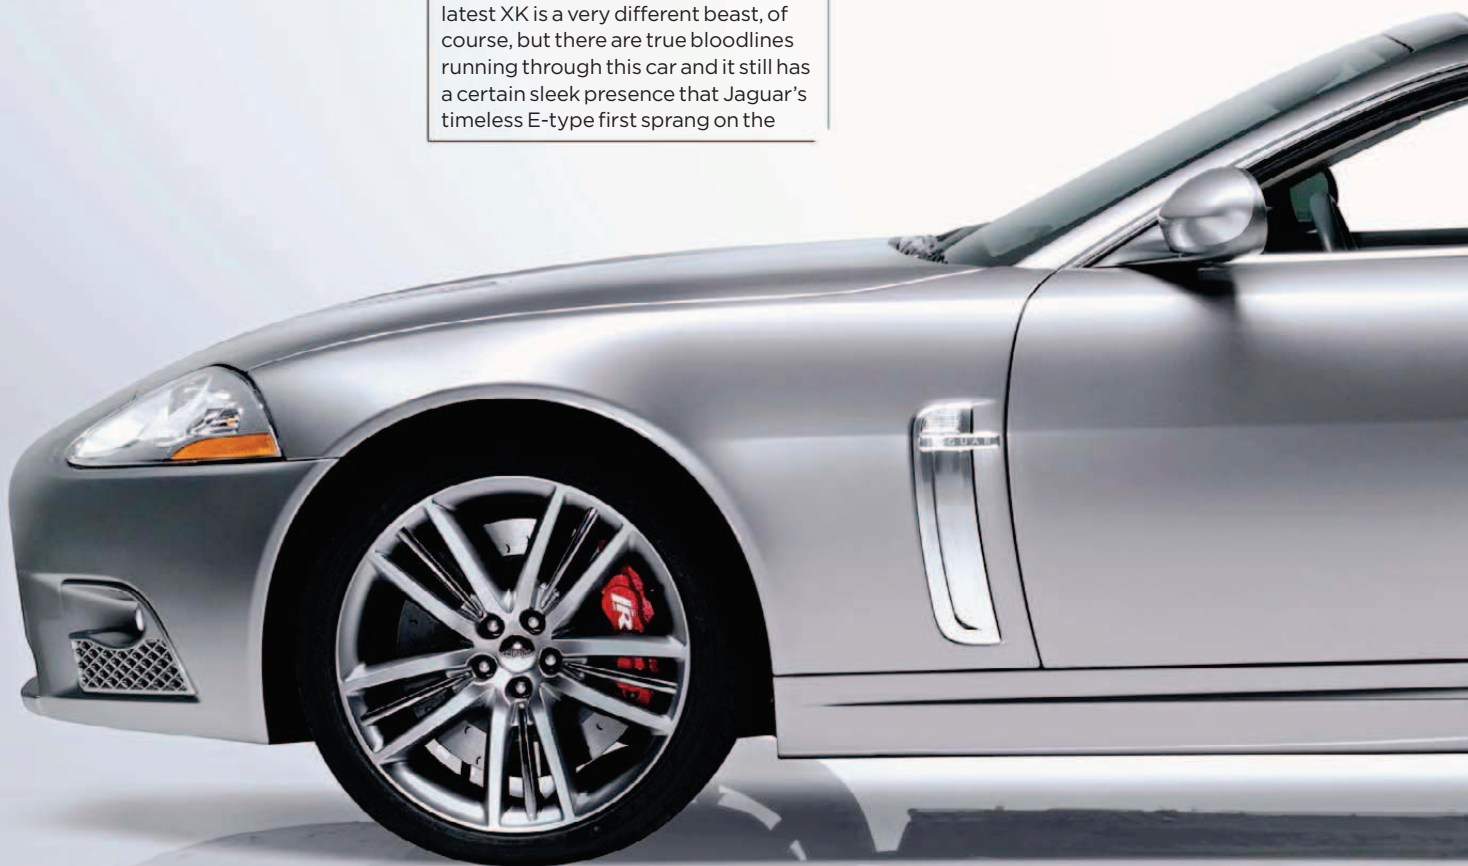 latest XK is a very different beast, of
course, but there are true bloodlines
running through this car and it still has
a certain sleek presence that Jaguar’s
timeless E-type first sprang on the
JAGUAR
R